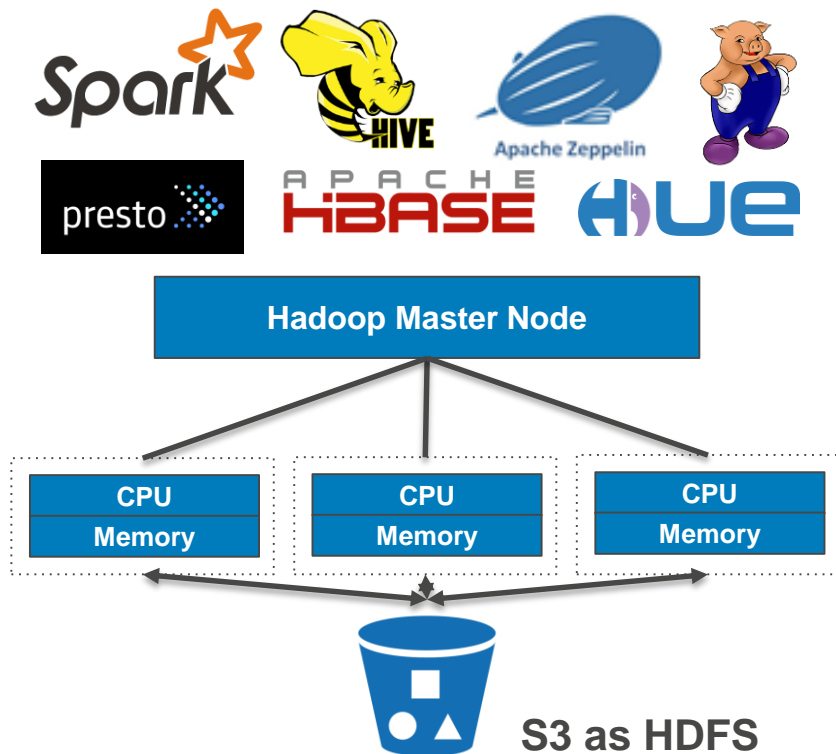 Spark
HIVE
Apache Zeppelin
presto
APACHE
HBASE
HUE
Hadoop Master Node
CPU
Memory
CPU
Memory
CPU
Memory
S3 as HDFS